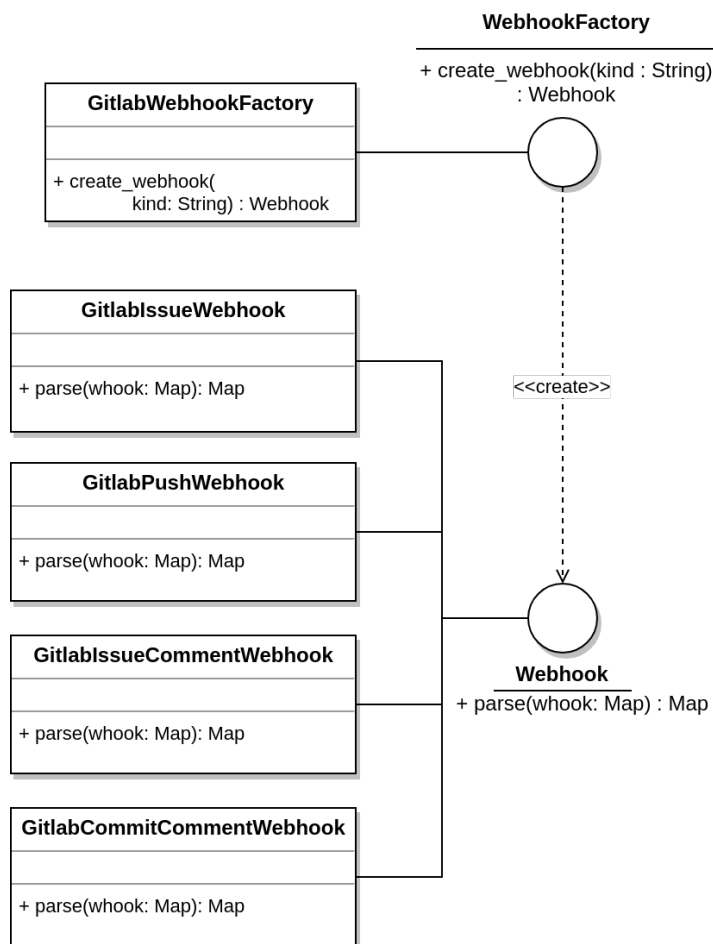 WebhookFactory
+ create_webhook(kind : String)
: Webhook
GitlabWebhookFactory
+ create_webhook(
kind: String) : Webhook
GitlabIssueWebhook
+ parse(whook: Map): Map
<<create>>
GitlabPushWebhook
+ parse(whook: Map): Map
GitlabIssueCommentWebhook
+ parse(whook: Map): Map
Webhook
+ parse(whook: Map) : Map
GitlabCommitCommentWebhook
+ parse(whook: Map): Map